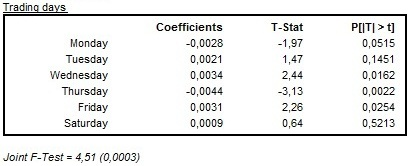 Trading days
Coefficients T-Stat P[|T| > t]
Monday -0,0028 -1,97 0,0515
Tuesday 0,0021 1,47 0,1451
Wednesday 0,0034 2,44 0,0162
Thursday -0,0044 -3,13 0,0022
Friday 0,0031 2,26 0,0254
Saturday 0,0009 0,64 0,5213
Joint F-Test = 4,51 (0,0003)